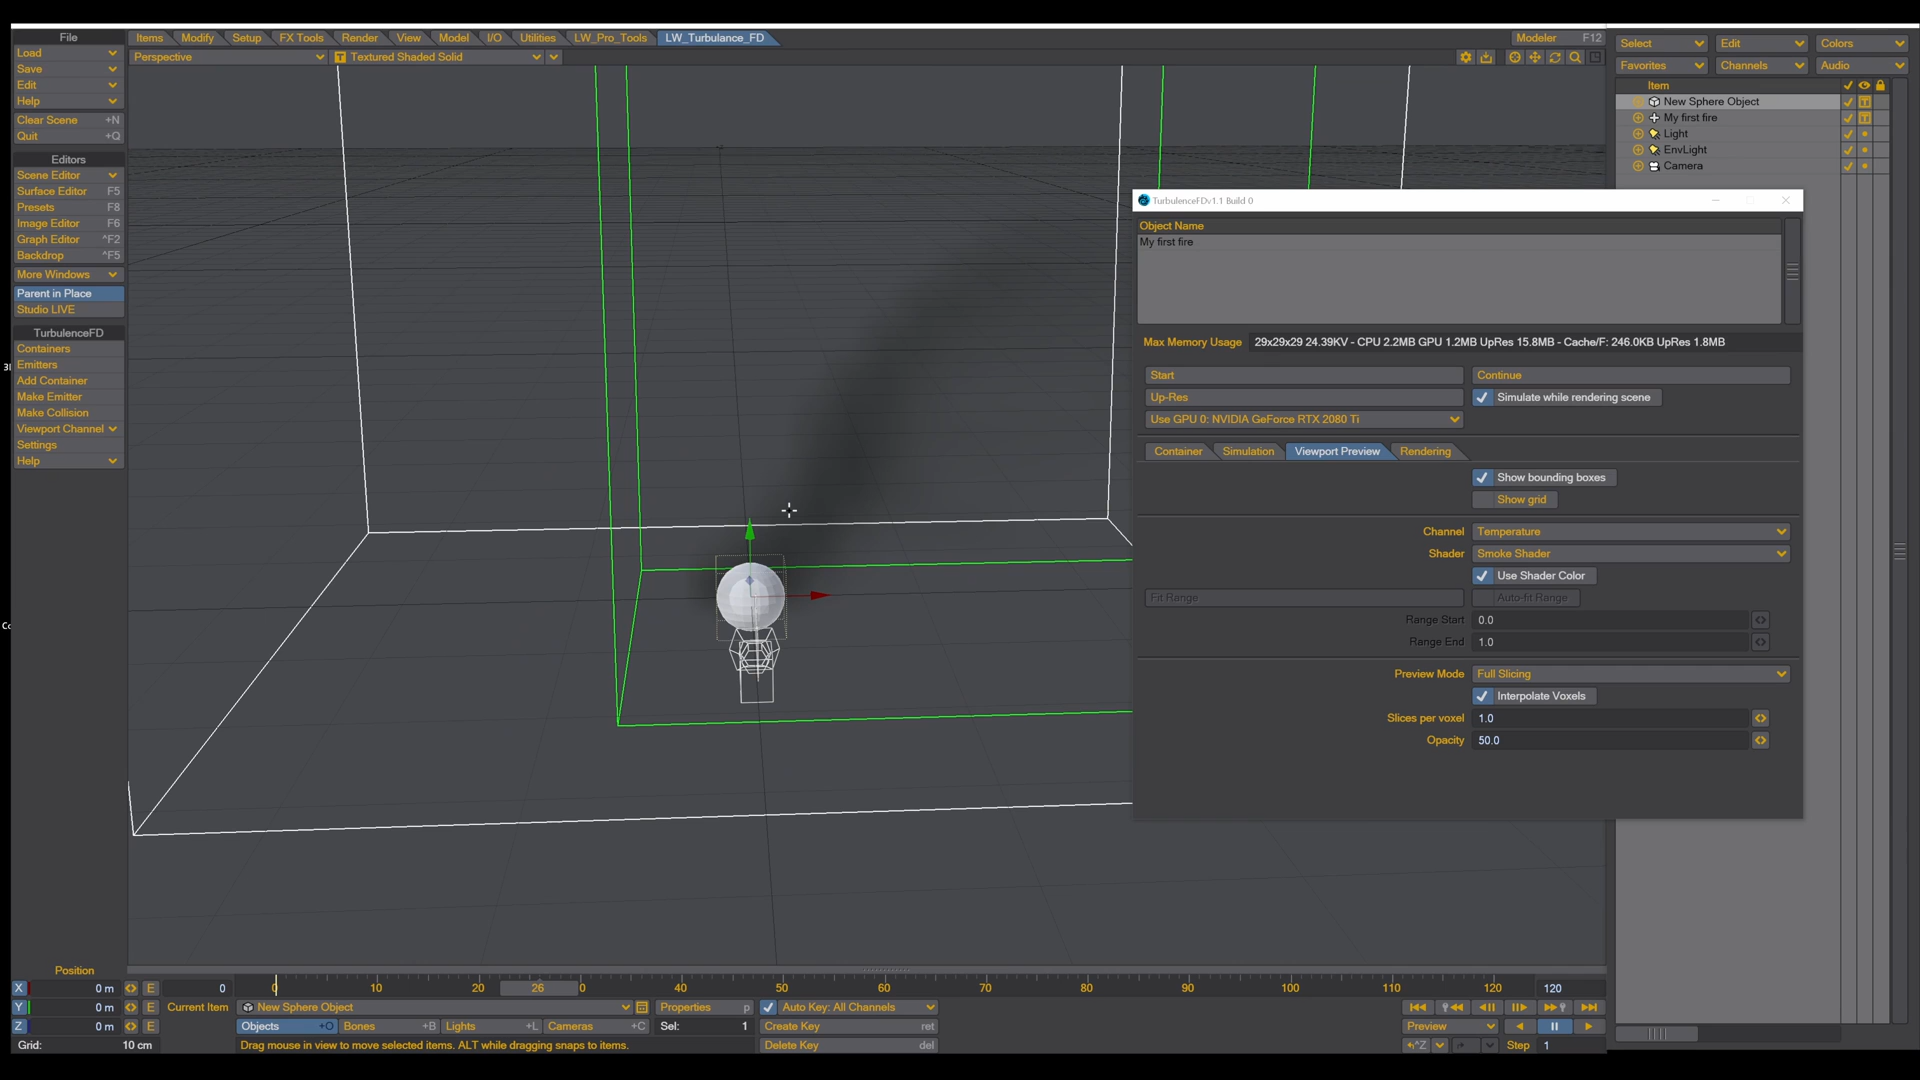 File
Load
Save
Edit
Help
Clear Scene +N
Quit +Q
Editors
Scene Editor
Surface Editor F5
Presets F8
Image Editor F6
Graph Editor ^F2
Backdrop ^F5
More Windows
Parent in Place
Studio LIVE
TurbulenceFD
Containers
Emitters
Add Container
Make Emitter
Make Collision
Viewport Channel
Settings
Help
Items Modify Setup FX Tools Render View Model I/O Utilities LW_Pro_Tools LW_Turbulance_FD Modeler F12
Perspective T Textured Shaded Solid
Select Edit Colors
Favorites Channels Audio
Item
New Sphere Object
My first fire
Light
EnvLight
Camera
TurbulenceFDv1.1 Build 0
Object Name
My first fire
Max Memory Usage 29x29x29 24.39KV - CPU 2.2MB GPU 1.2MB UpRes 15.8MB - Cache/F: 246.0KB UpRes 1.8MB
Start Continue
Up-Res Simulate while rendering scene
Use GPU 0: NVIDIA GeForce RTX 2080 Ti
Container Simulation Viewport Preview Rendering
Show bounding boxes
Show grid
Channel Temperature
Shader Smoke Shader
Use Shader Color
Fit Range Auto-fit Range
Range Start 0.0
Range End 1.0
Preview Mode Full Slicing
Interpolate Voxels
Slices per voxel 1.0
Opacity 50.0
Position
X 0 m E 0 0 10 20 26 0 40 50 60 70 80 90 100 110 120 120
Y 0 m E Current Item New Sphere Object Properties p Auto Key: All Channels
Z 0 m E Objects +O Bones +B Lights +L Cameras +C Sel: 1 Create Key ret Preview
Grid: 10 cm Drag mouse in view to move selected items. ALT while dragging snaps to items. Delete Key del ^Z Step 1